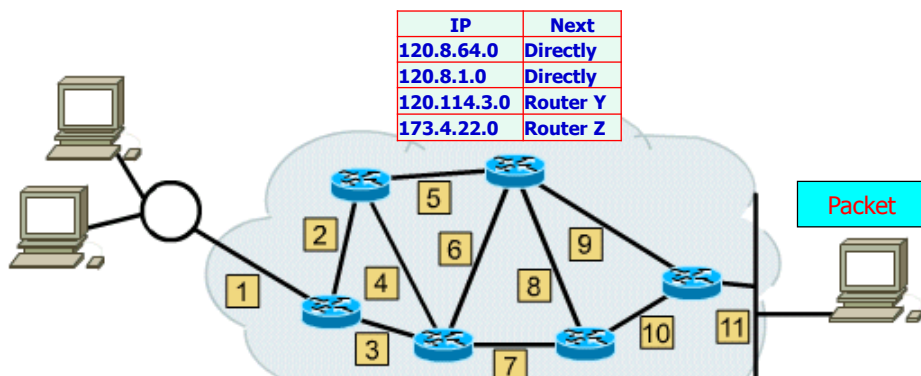 IP Next
120.8.64.0 Directly
120.8.1.0 Directly
120.114.3.0 Router Y
173.4.22.0 Router Z
Packet
5
2
6
9
1
4
8
3
7
10
11